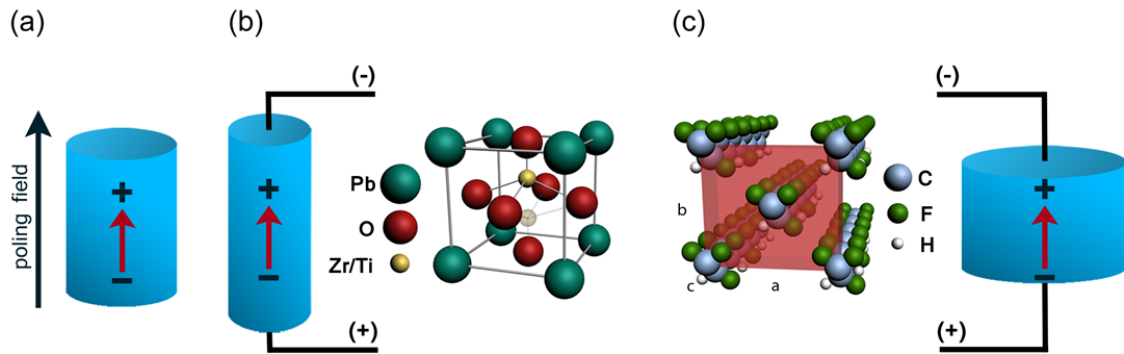 (a)
poling field
+
−
(b)
(-)
+
−
(+)
Pb
O
Zr/Ti
(c)
b
c
a
C
F
H
(-)
+
−
(+)